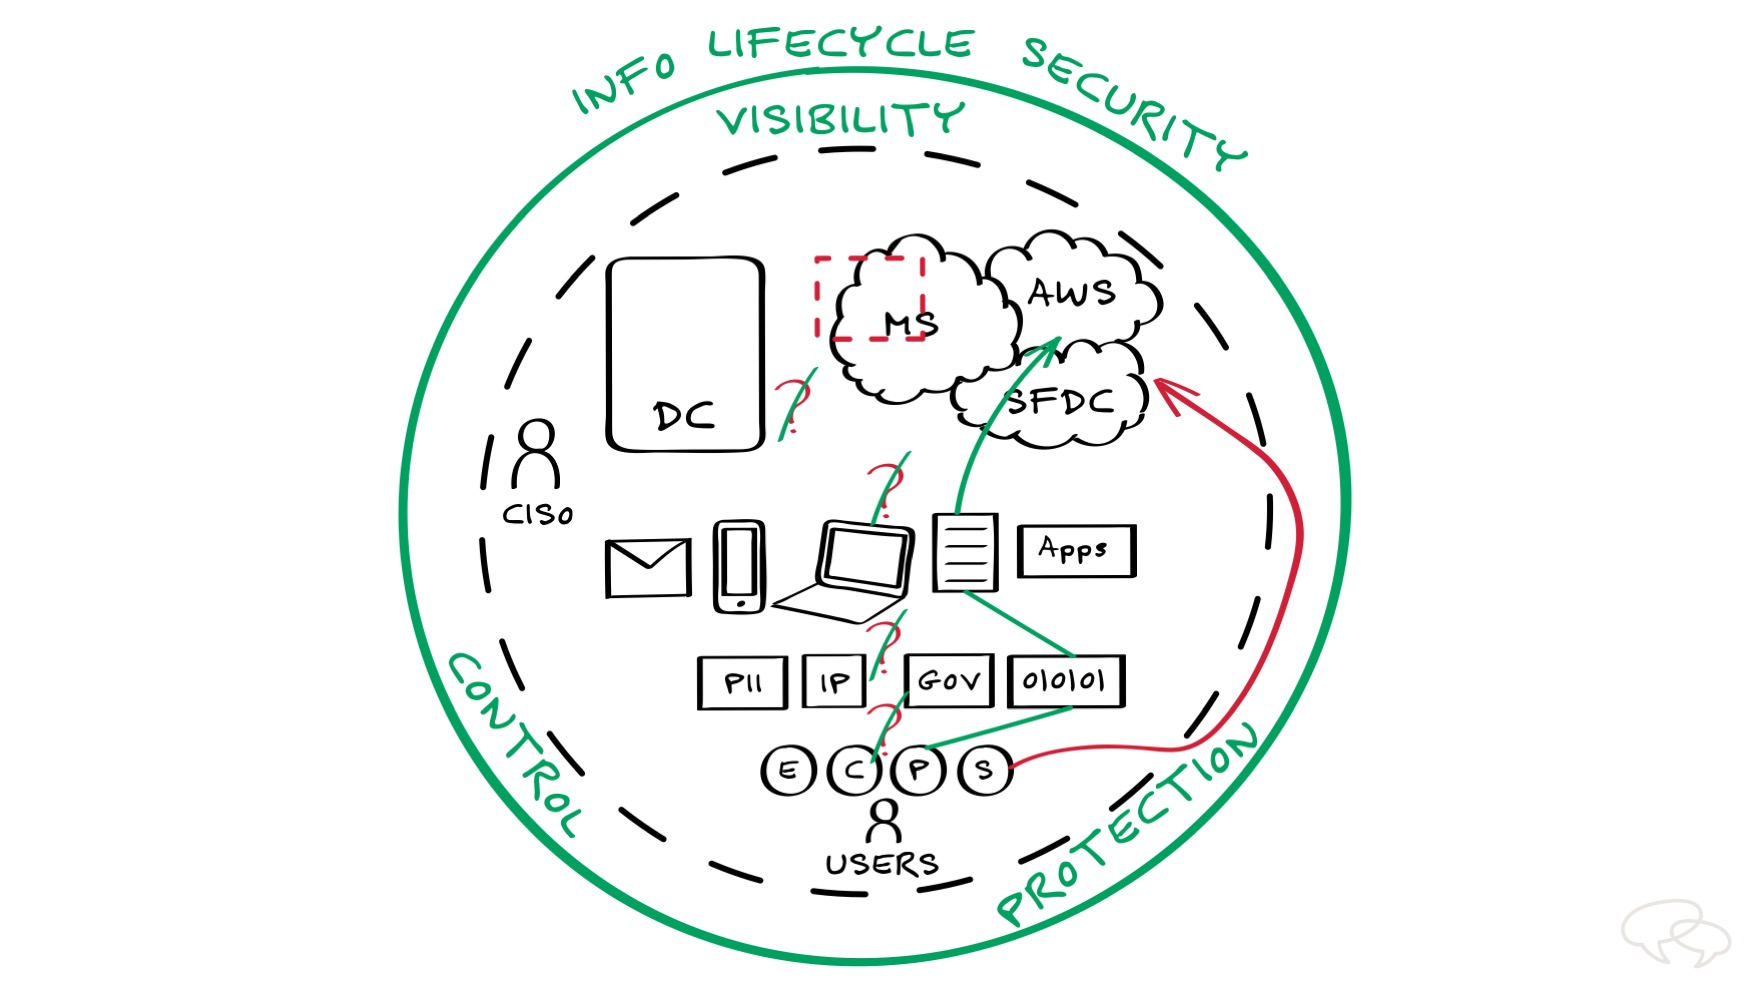 INFO LIFECYCLE SECURITY
VISIBILITY
AWS
MS
SFDC
DC
?
?
CISO
Apps
?
PII
IP
GOV
010101
?
E
C
P
S
USERS
CONTROL
PROTECTION